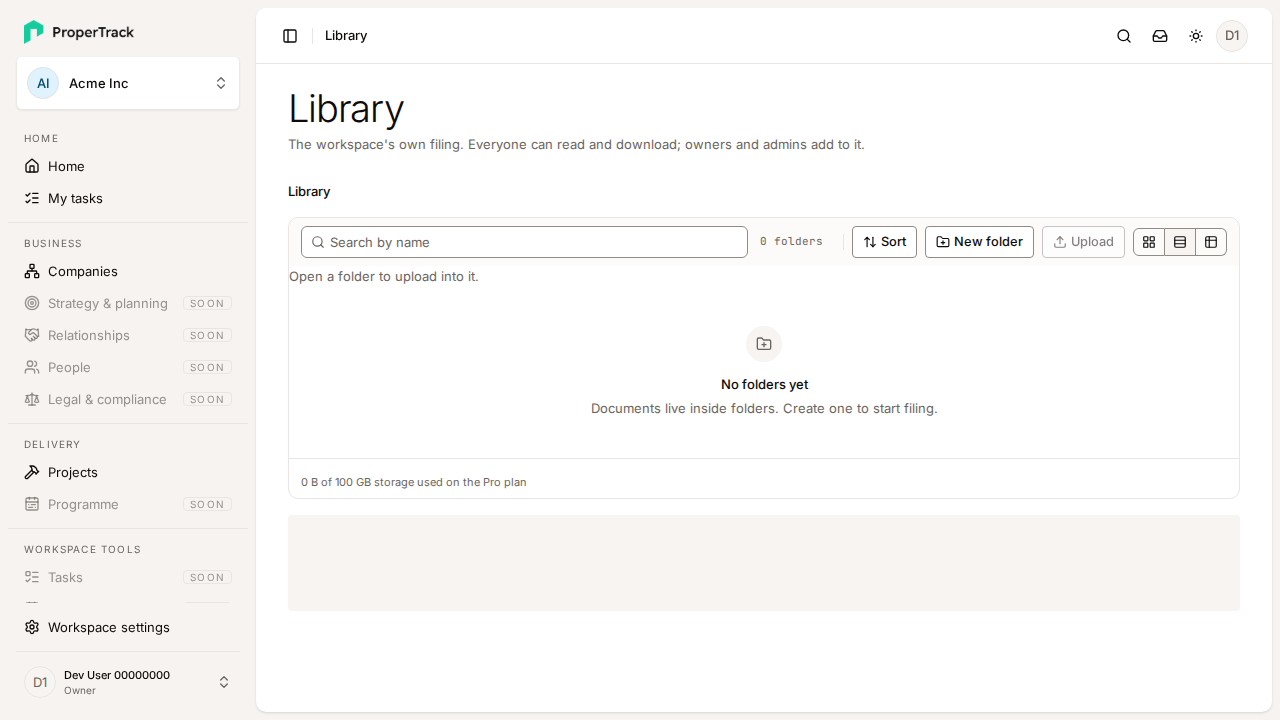 ProperTrack
AI
Acme Inc
HOME
Home
My tasks
BUSINESS
Companies
Strategy & planning SOON
Relationships SOON
People SOON
Legal & compliance SOON
DELIVERY
Projects
Programme SOON
WORKSPACE TOOLS
Tasks SOON
Workspace settings
D1
Dev User 00000000
Owner
Library
D1
Library
The workspace's own filing. Everyone can read and download; owners and admins add to it.
Library
Search by name
0 folders
Sort
New folder
Upload
Open a folder to upload into it.
No folders yet
Documents live inside folders. Create one to start filing.
0 B of 100 GB storage used on the Pro plan